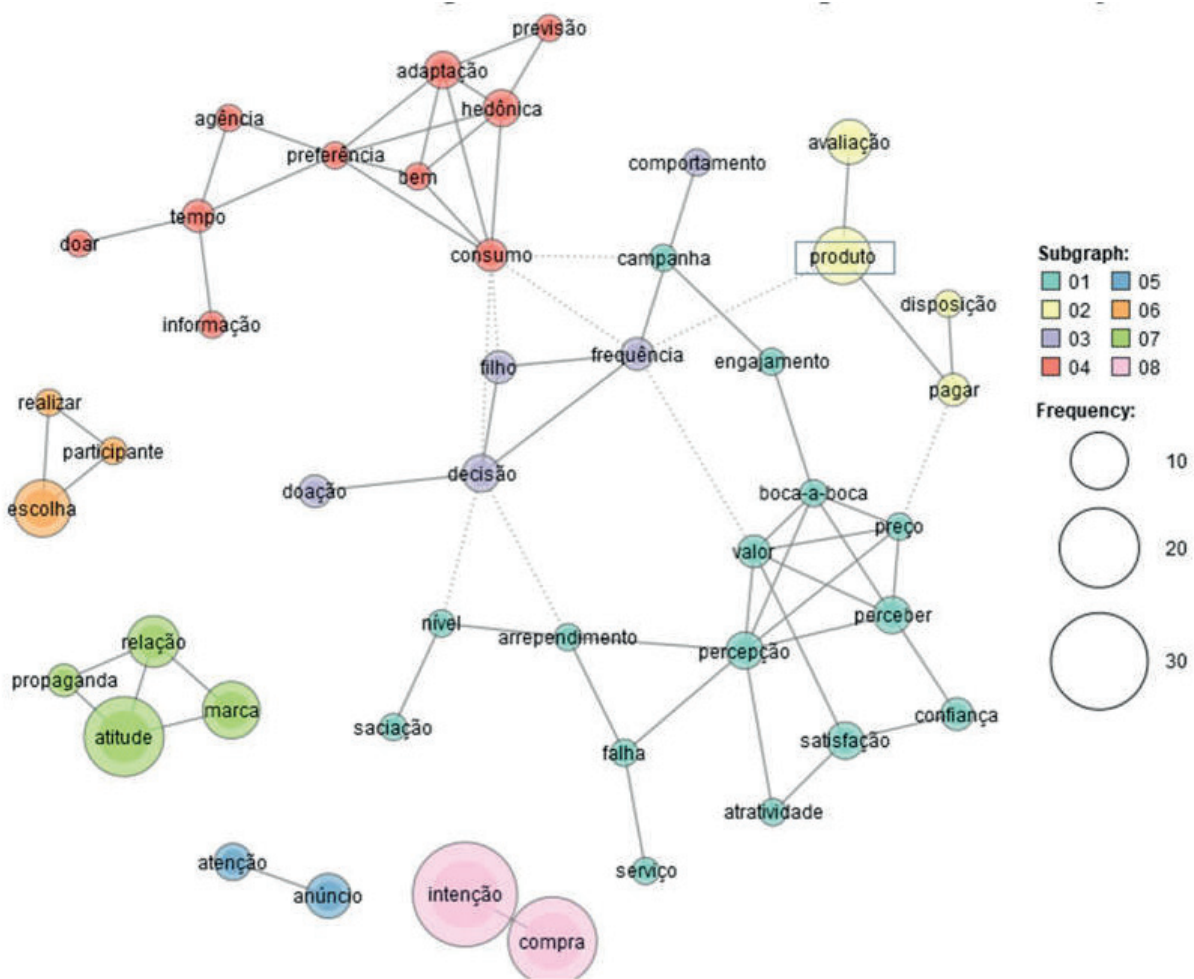 previsão
adaptação
hedônica
agência
avaliação
preferência
comportamento
bem
tempo
doar
consumo
campanha
produto
Subgraph:
01 05
02 06
03 07
04 08
disposição
informação
frequência
engajamento
filho
pagar
realizar
Frequency:
participante
10
decisão
doação
boca-a-boca
escolha
preço
valor
20
perceber
nível
arrependimento
relação
percepção
30
propaganda
marca
confiança
atitude
saciação
satisfação
falha
atratividade
atenção
serviço
anúncio
intenção
compra